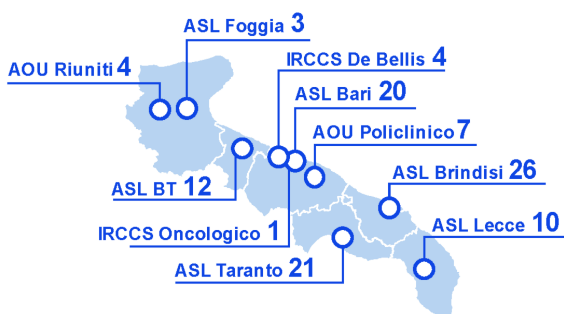 ASL Foggia 3
AOU Riuniti 4
IRCCS De Bellis 4
ASL Bari 20
AOU Policlinico 7
ASL BT 12
ASL Brindisi 26
IRCCS Oncologico 1
ASL Lecce 10
ASL Taranto 21